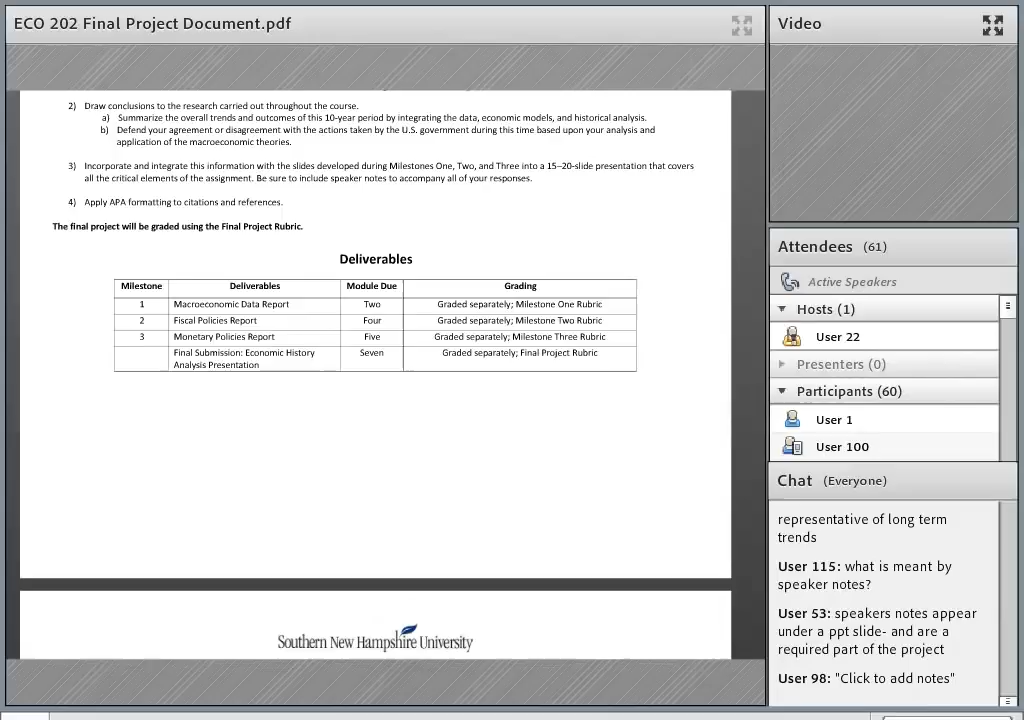 ECO 202 Final Project Document.pdf
2) Draw conclusions to the research carried out throughout the course.
a) Summarize the overall trends and outcomes of this 10-year period by integrating the data, economic models, and historical analysis.
b) Defend your agreement or disagreement with the actions taken by the U.S. government during this time based upon your analysis and
application of the macroeconomic theories.
3) Incorporate and integrate this information with the slides developed during Milestones One, Two, and Three into a 15–20-slide presentation that covers
all the critical elements of the assignment. Be sure to include speaker notes to accompany all of your responses.
4) Apply APA formatting to citations and references.
The final project will be graded using the Final Project Rubric.
Deliverables
Milestone Deliverables Module Due Grading
1 Macroeconomic Data Report Two Graded separately; Milestone One Rubric
2 Fiscal Policies Report Four Graded separately; Milestone Two Rubric
3 Monetary Policies Report Five Graded separately; Milestone Three Rubric
Final Submission: Economic History Seven Graded separately; Final Project Rubric
Analysis Presentation
Southern New Hampshire University
Video
Attendees (61)
Active Speakers
Hosts (1)
User 22
Presenters (0)
Participants (60)
User 1
User 100
Chat (Everyone)
representative of long term
trends
User 115: what is meant by
speaker notes?
User 53: speakers notes appear
under a ppt slide- and are a
required part of the project
User 98: "Click to add notes"